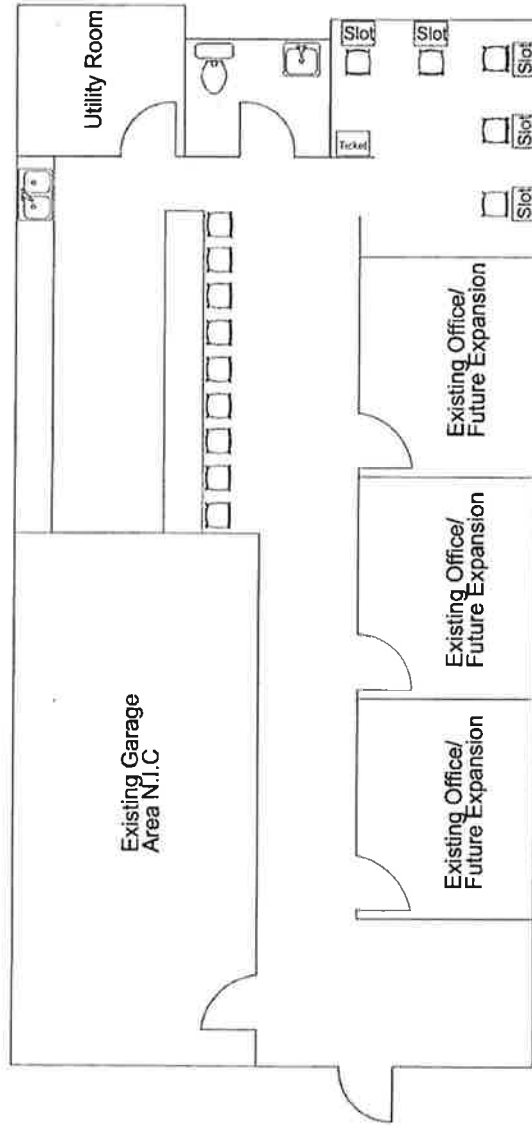 Utility Room
Slot
Slot
Ticket
Slot
Slot
Slot
Existing Garage
Area N.I.C
Existing Office/
Future Expansion
Existing Office/
Future Expansion
Existing Office/
Future Expansion